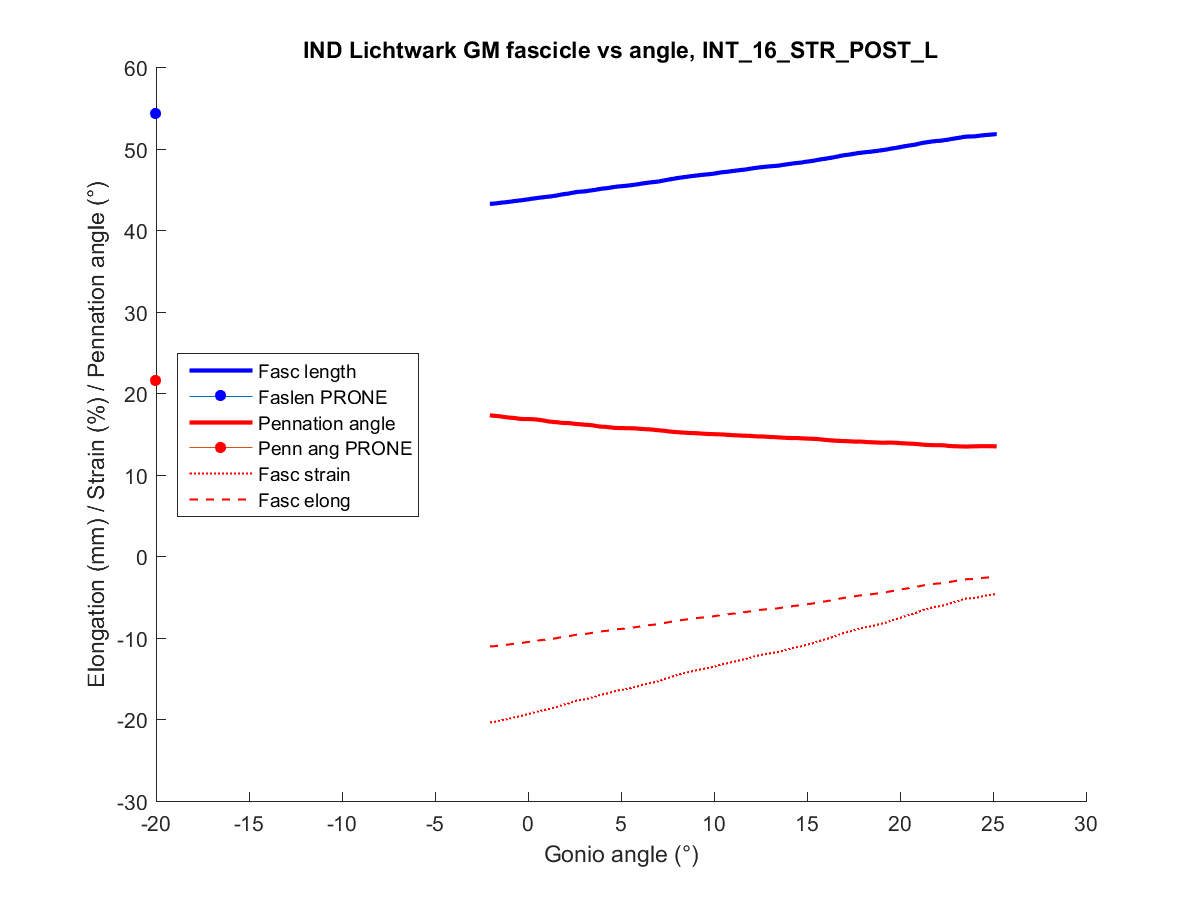 IND Lichtwark GM fascicle vs angle, INT_16_STR_POST_L
Elongation (mm) / Strain (%) / Pennation angle (°)
60
50
40
30
20
10
0
-10
-20
-30
Fasc length
Faslen PRONE
Pennation angle
Penn ang PRONE
Fasc strain
Fasc elong
-20 -15 -10 -5 0 5 10 15 20 25 30
Gonio angle (°)